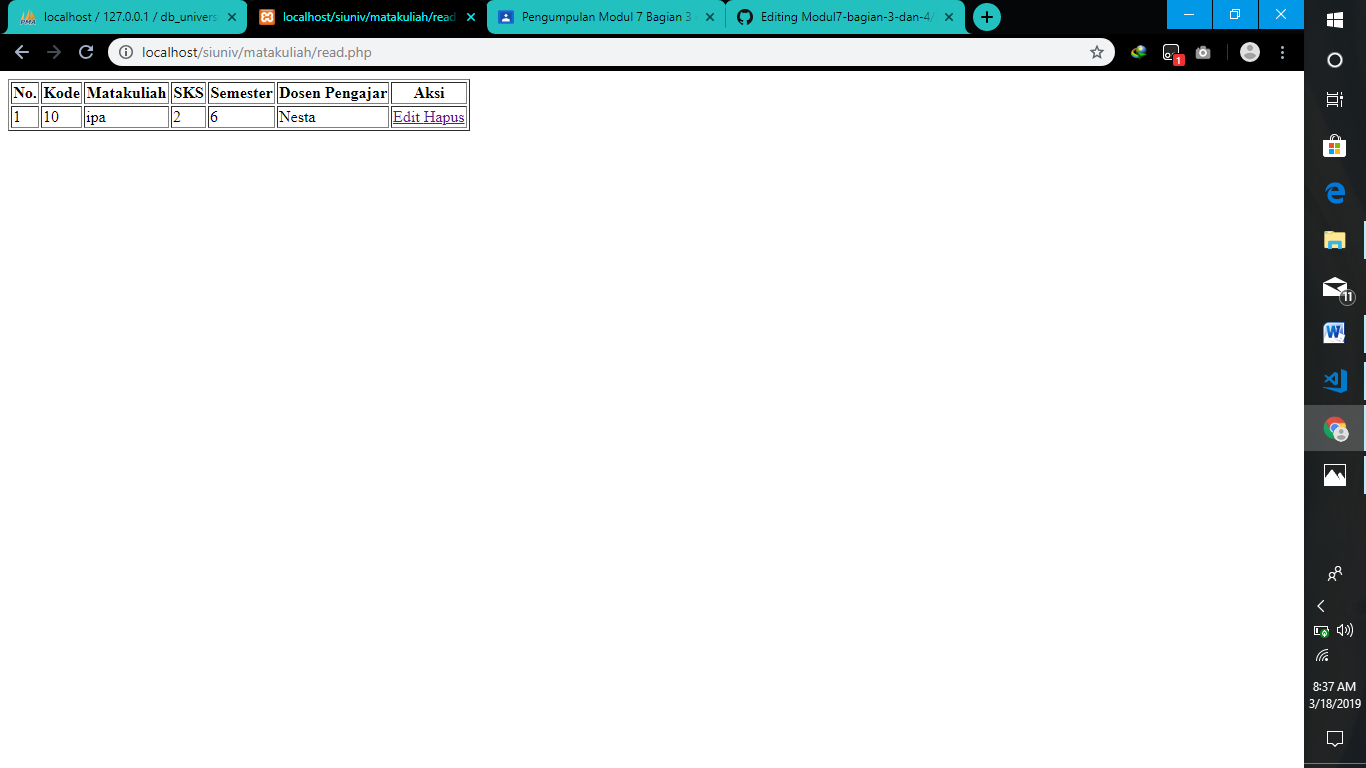 localhost / 127.0.0.1 / db_univers
localhost/siuniv/matakuliah/read
Pengumpulan Modul 7 Bagian 3
Editing Modul7-bagian-3-dan-4/
localhost/siuniv/matakuliah/read.php
1
No. Kode Matakuliah SKS Semester Dosen Pengajar Aksi
1 10 ipa 2 6 Nesta Edit Hapus
11
8:37 AM
3/18/2019